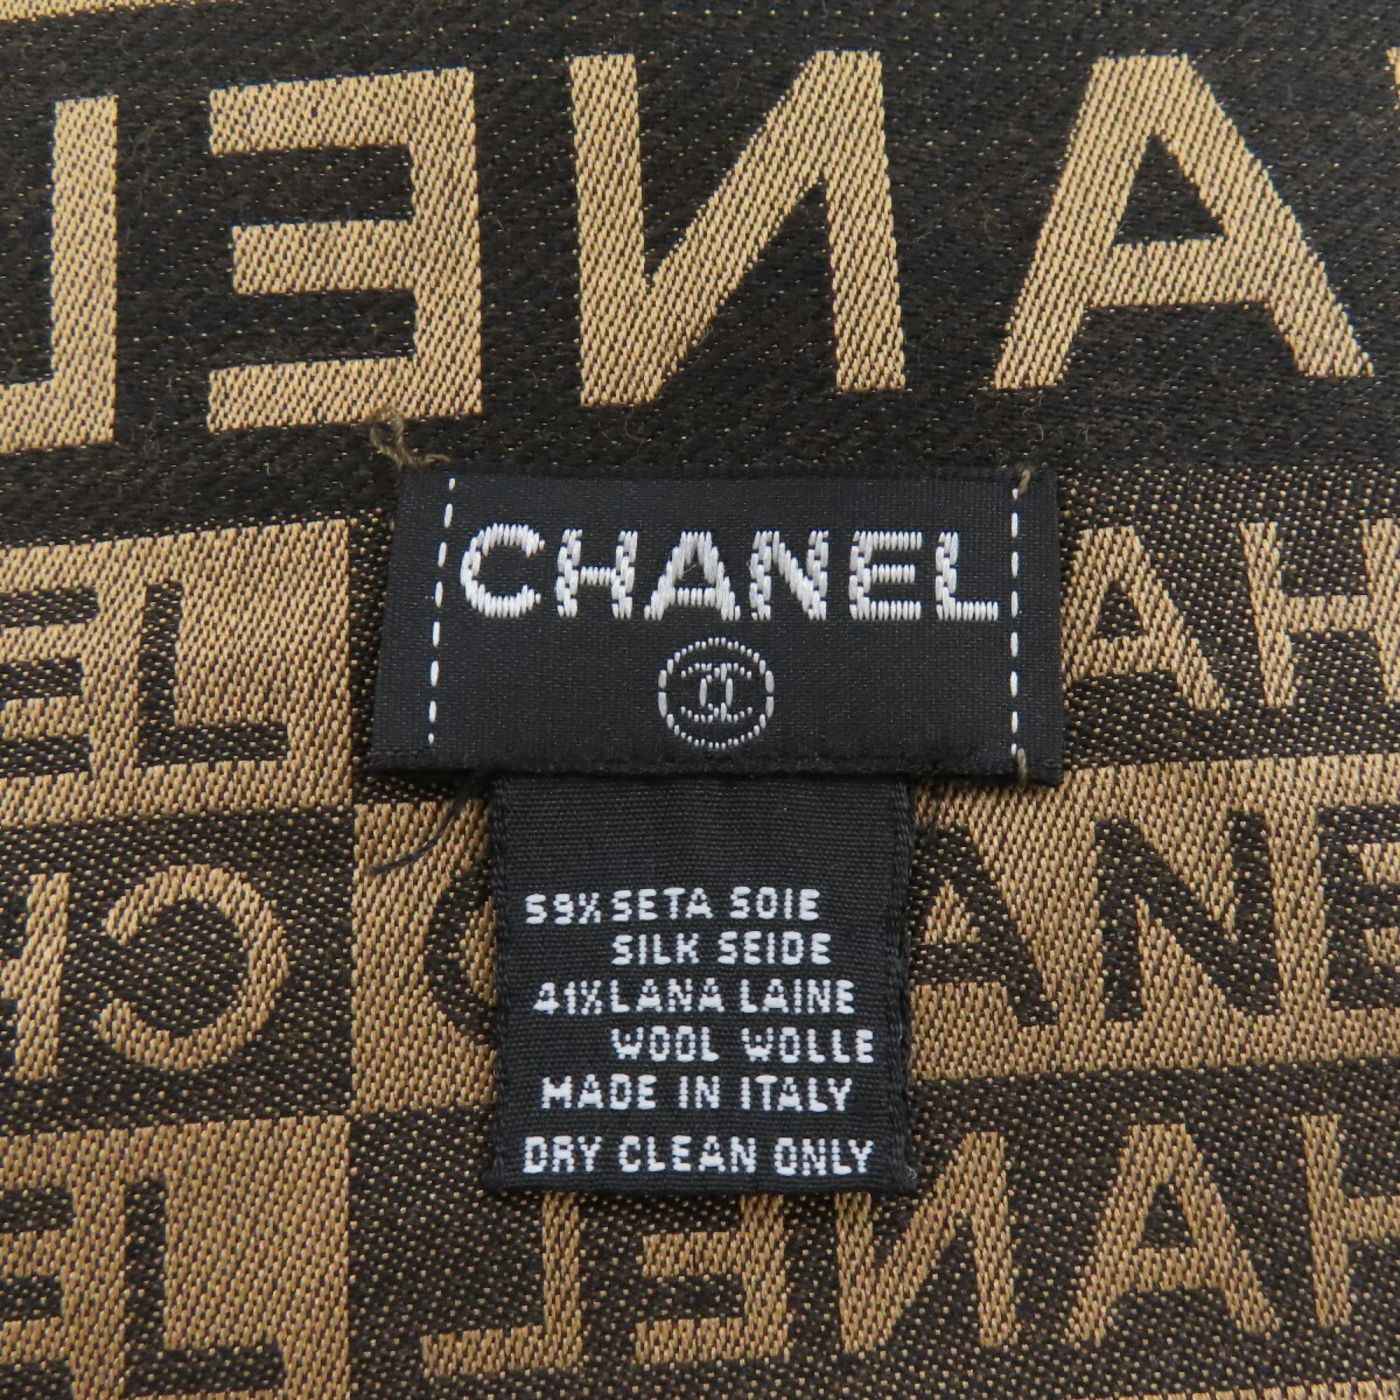 CHANEL
59% SETA SOIE
SILK SEIDE
41% LANA LAINE
WOOL WOLLE
MADE IN ITALY
DRY CLEAN ONLY